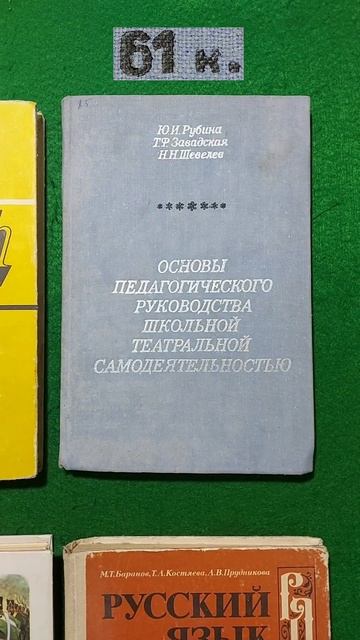 61 к.
Ю.И.Рубина
Т.Ф.Завадская
Н.Н.Шевелев
ОСНОВЫ
ПЕДАГОГИЧЕСКОГО
РУКОВОДСТВА
ШКОЛЬНОЙ
ТЕАТРАЛЬНОЙ
САМОДЕЯТЕЛЬНОСТЬЮ
М.Т.Баранов, Т.А.Костяева, А.В.Прудникова
РУССКИЙ
ЯЗЫК